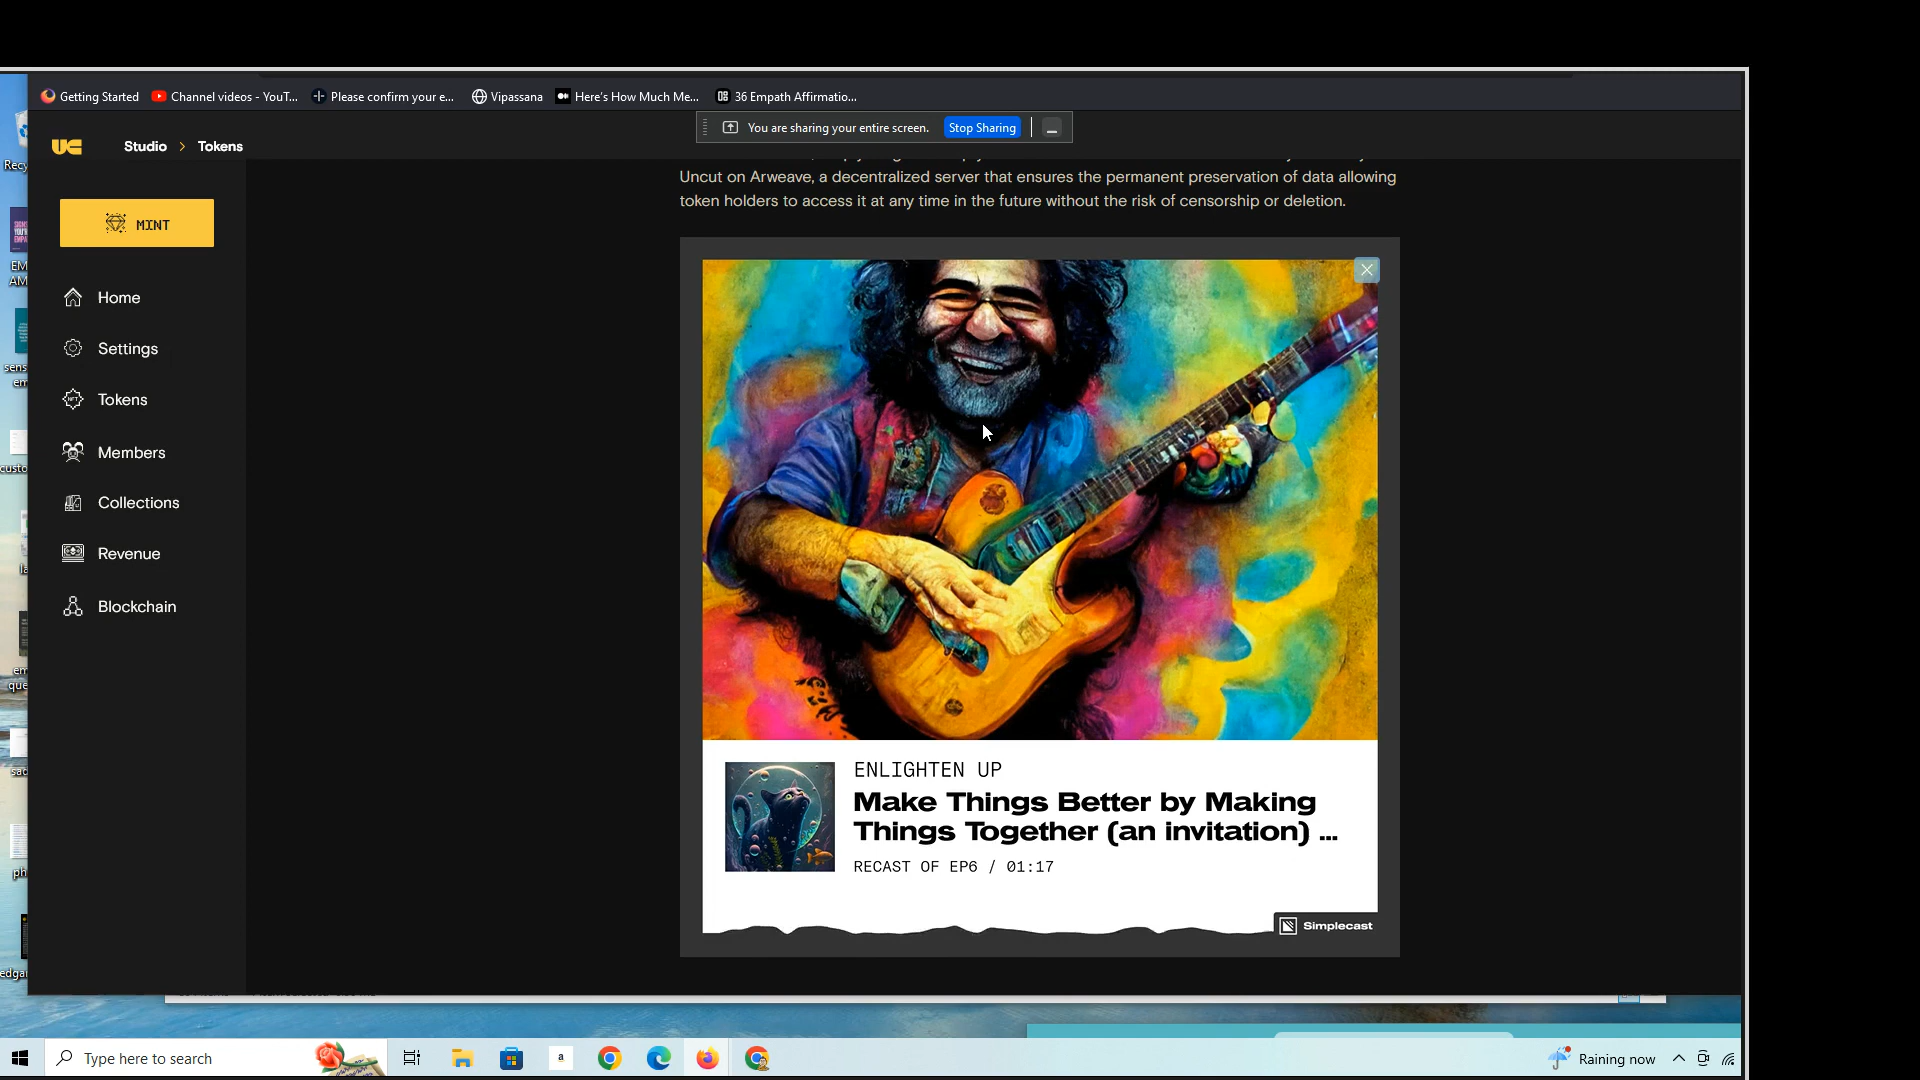 Getting Started
Channel videos - YouT...
Please confirm your e...
Vipassana
Here's How Much Me...
36 Empath Affirmatio...
You are sharing your entire screen.
Stop Sharing
UC
Studio > Tokens
Uncut on Arweave, a decentralized server that ensures the permanent preservation of data allowing
token holders to access it at any time in the future without the risk of censorship or deletion.
MINT
Home
Settings
Tokens
Members
Collections
Revenue
Blockchain
ENLIGHTEN UP
Make Things Better by Making
Things Together (an invitation) ...
RECAST OF EP6 / 01:17
Simplecast
Type here to search
a
Raining now